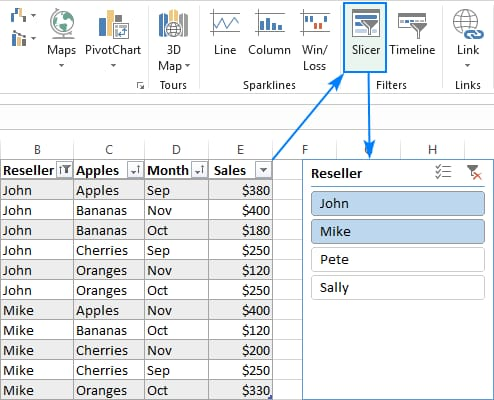 Maps PivotChart 3D Map Line Column Win/ Loss Slicer Timeline Link
Tours Sparklines Filters Links
B C D E F G H
Reseller Apples Month Sales
John Apples Sep $380
John Bananas Nov $400
John Bananas Oct $180
John Cherries Sep $250
John Oranges Nov $120
John Oranges Oct $250
Mike Apples Nov $400
Mike Bananas Oct $120
Mike Cherries Nov $200
Mike Cherries Sep $250
Mike Oranges Oct $330
Reseller
John
Mike
Pete
Sally